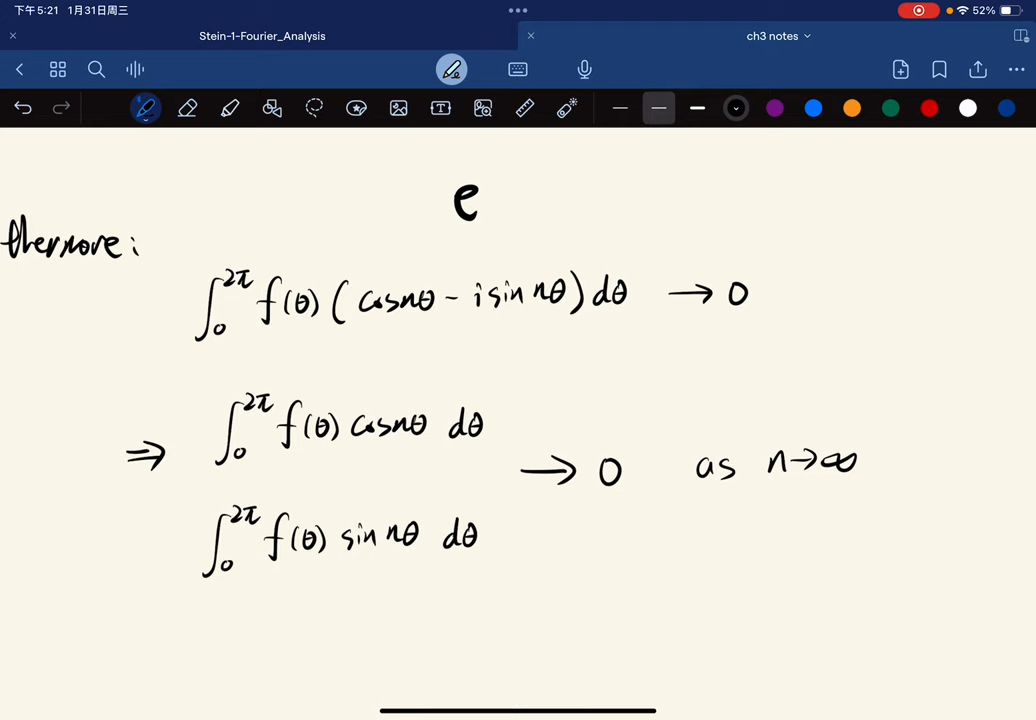 下午5:21 1月31日周三
52%
Stein-1-Fourier_Analysis
ch3 notes
e
thermore:
∫₀^2π f(θ) (cos nθ - i sin nθ) dθ → 0
∫₀^2π f(θ) cos nθ dθ
⇒ → 0 as n→∞
∫₀^2π f(θ) sin nθ dθ